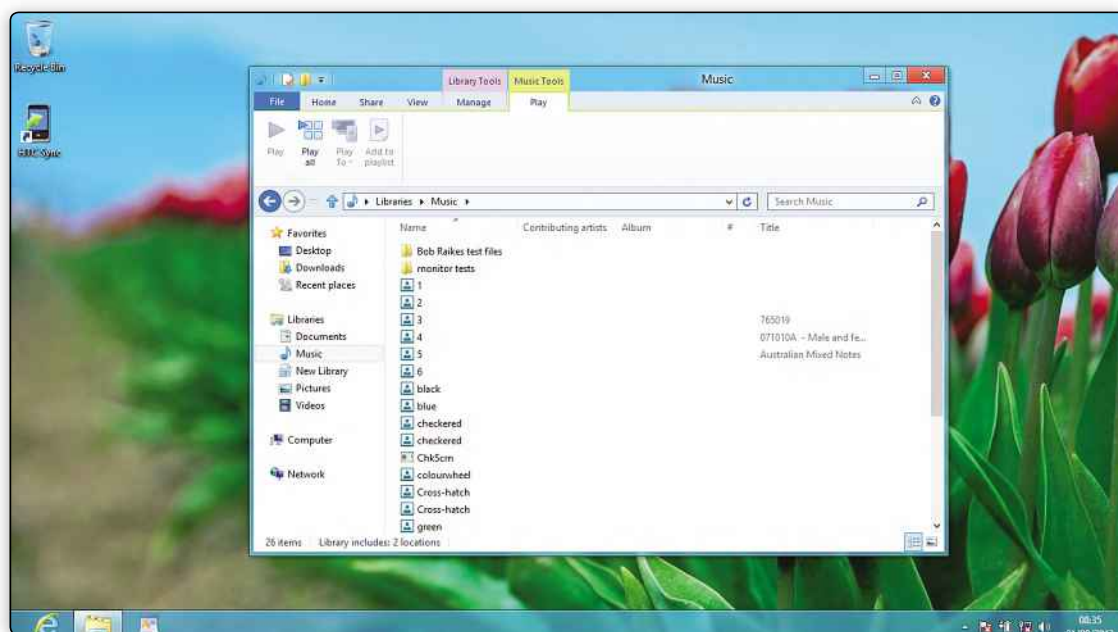 Recycle Bin
HTC Sync
Library Tools
Music Tools
Music
File
Home
Share
View
Manage
Play
Play
Play all
Play To
Add to playlist
Libraries
Music
Search Music
Name
Contributing artists
Album
#
Title
Favorites
Desktop
Downloads
Recent places
Libraries
Documents
Music
New Library
Pictures
Videos
Computer
Network
Bob Raikes test files
monitor tests
1
2
3 765019
4 071010A - Male and fe...
5 Australian Mixed Notes
6
black
blue
checkered
checkered
ChkScrn
colourwheel
Cross-hatch
Cross-hatch
green
26 items
Library includes: 2 locations
08:35